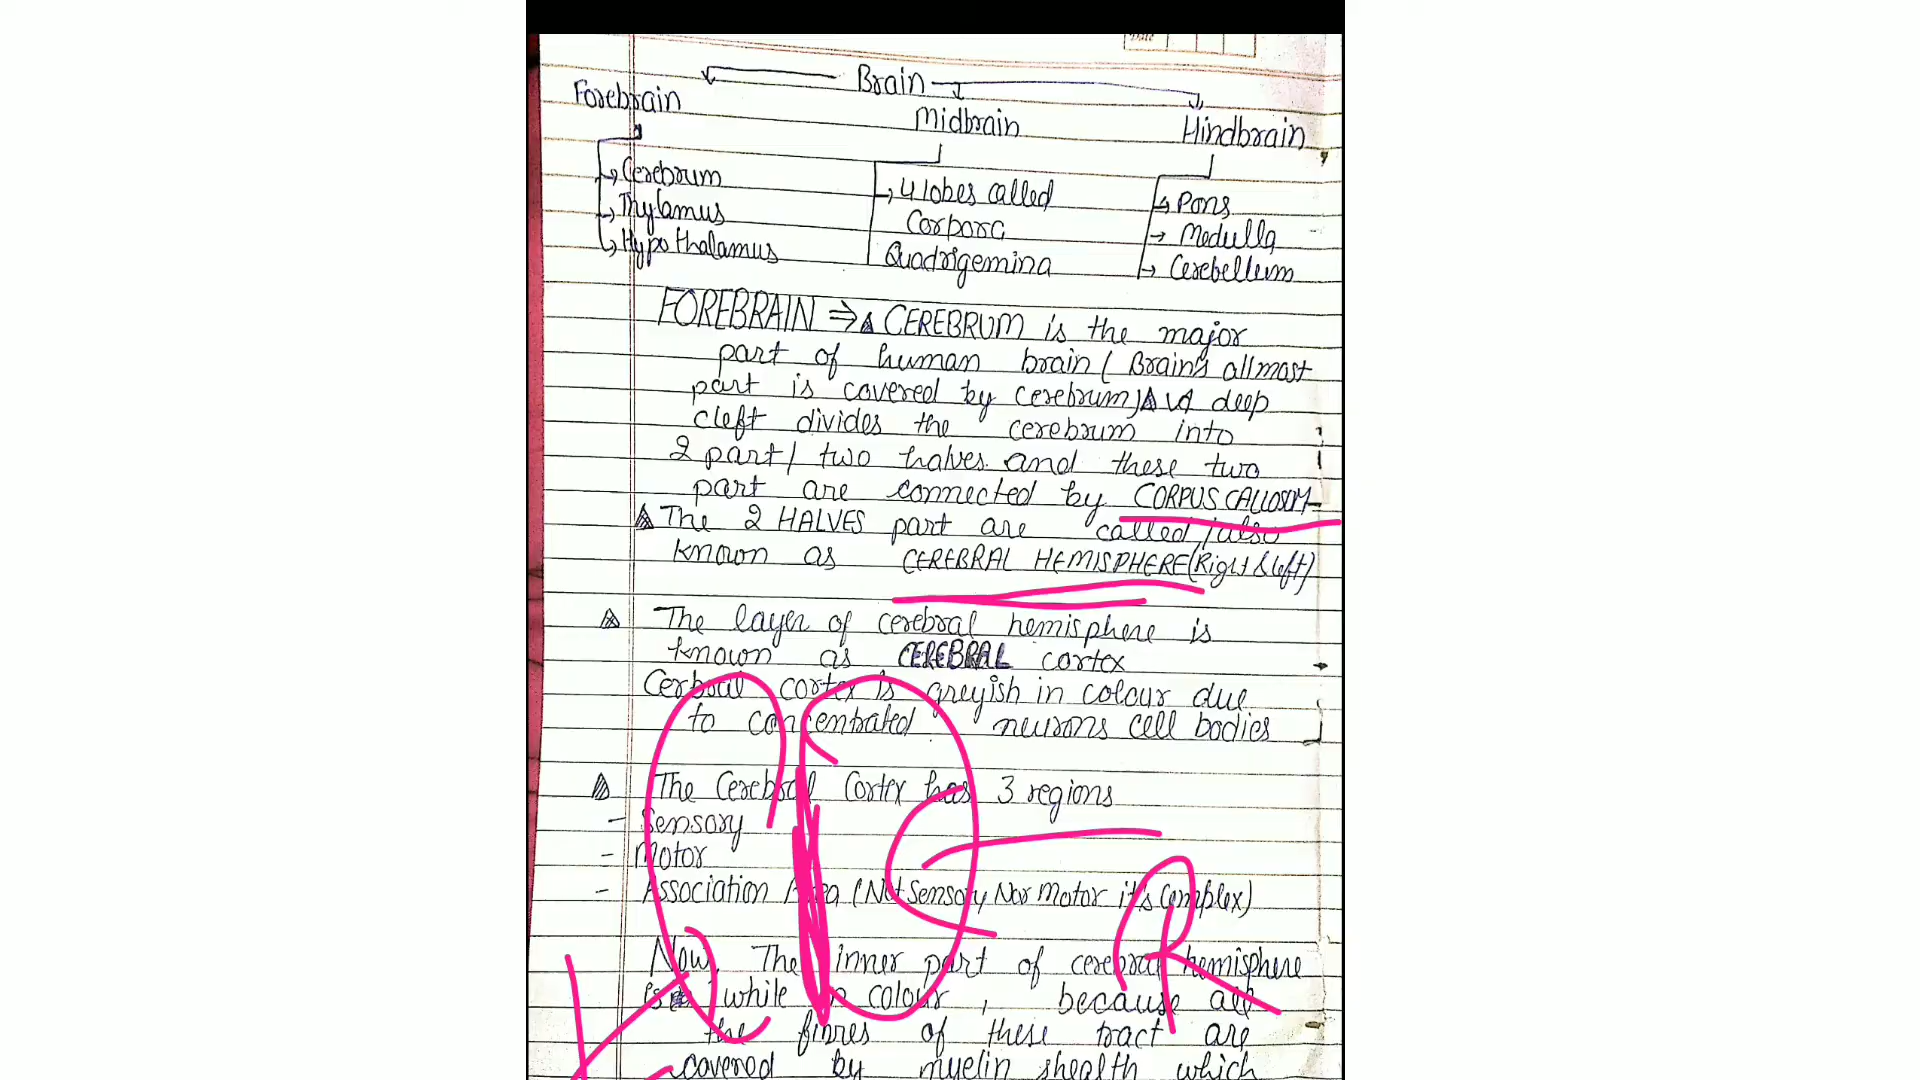 Date
Brain
Forebrain
Midbrain
Hindbrain
Cerebrum
Thylamus
Hypothalamus
4 lobes called
Corpora
Quadrigemina
Pons
Medulla
Cerebellum
FOREBRAIN ⇒ CEREBRUM is the major
part of human brain ( Brain's allmost
part is covered by cerebrum) A deep
cleft divides the cerebrum into
2 part / two halves and these two
part are connected by CORPUS CALLOSUM
The 2 HALVES part are called / also
known as CEREBRAL HEMISPHERE (Right & left)
The layer of cerebral hemisphere is
known as CEREBRAL cortex
Cerbral cortex is greyish in colour due
to concentrated neurons cell bodies
The Cerebral Cortex has 3 regions
- Sensory
- Motor
- Association Area (Not Sensory Nor Motor it's Complex)
Now, The inner part of cerebral hemisphere
is while in colour, because all
the fibres of these tract are
covered by myelin shealth which
R